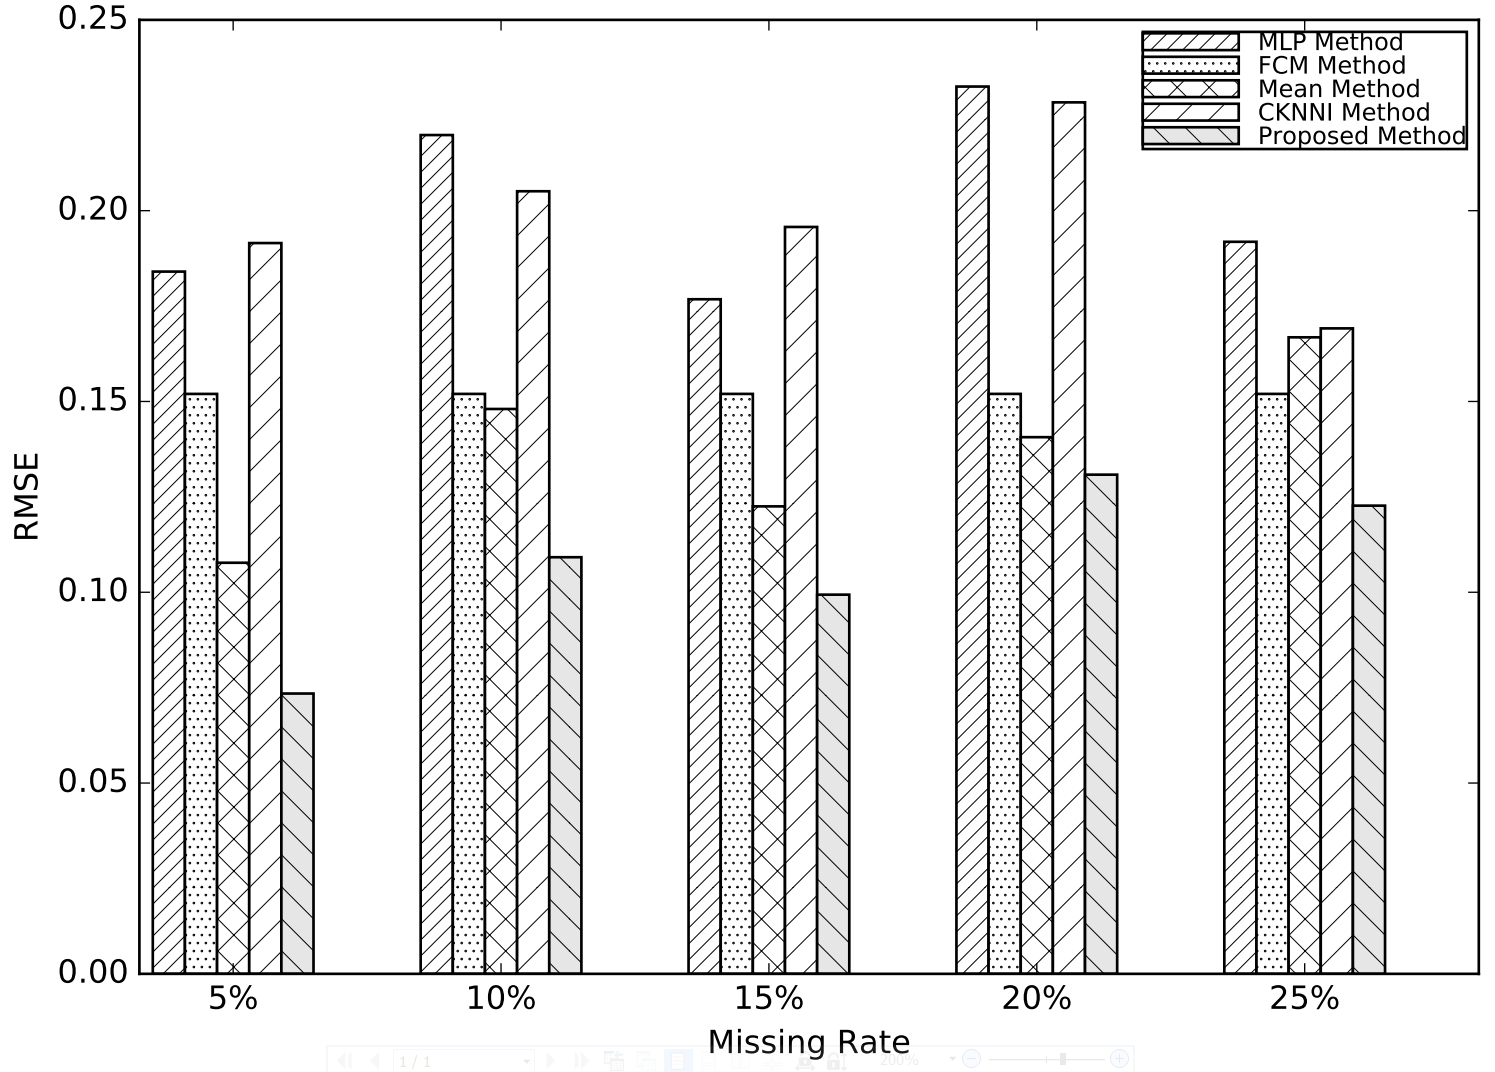 0.25
0.20
0.15
0.10
0.05
0.00
RMSE
MLP Method
FCM Method
Mean Method
CKNNI Method
Proposed Method
5% 10% 15% 20% 25%
Missing Rate
1 / 1
200%